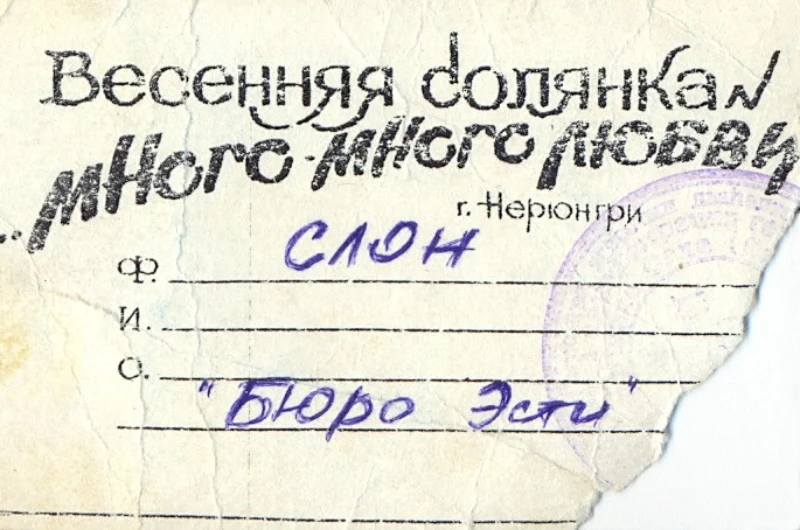 Весенняя солянка
...много-много любви
г. Нерюнгри
Ф. СЛОН
И.
О.
"Бюро Эсти"